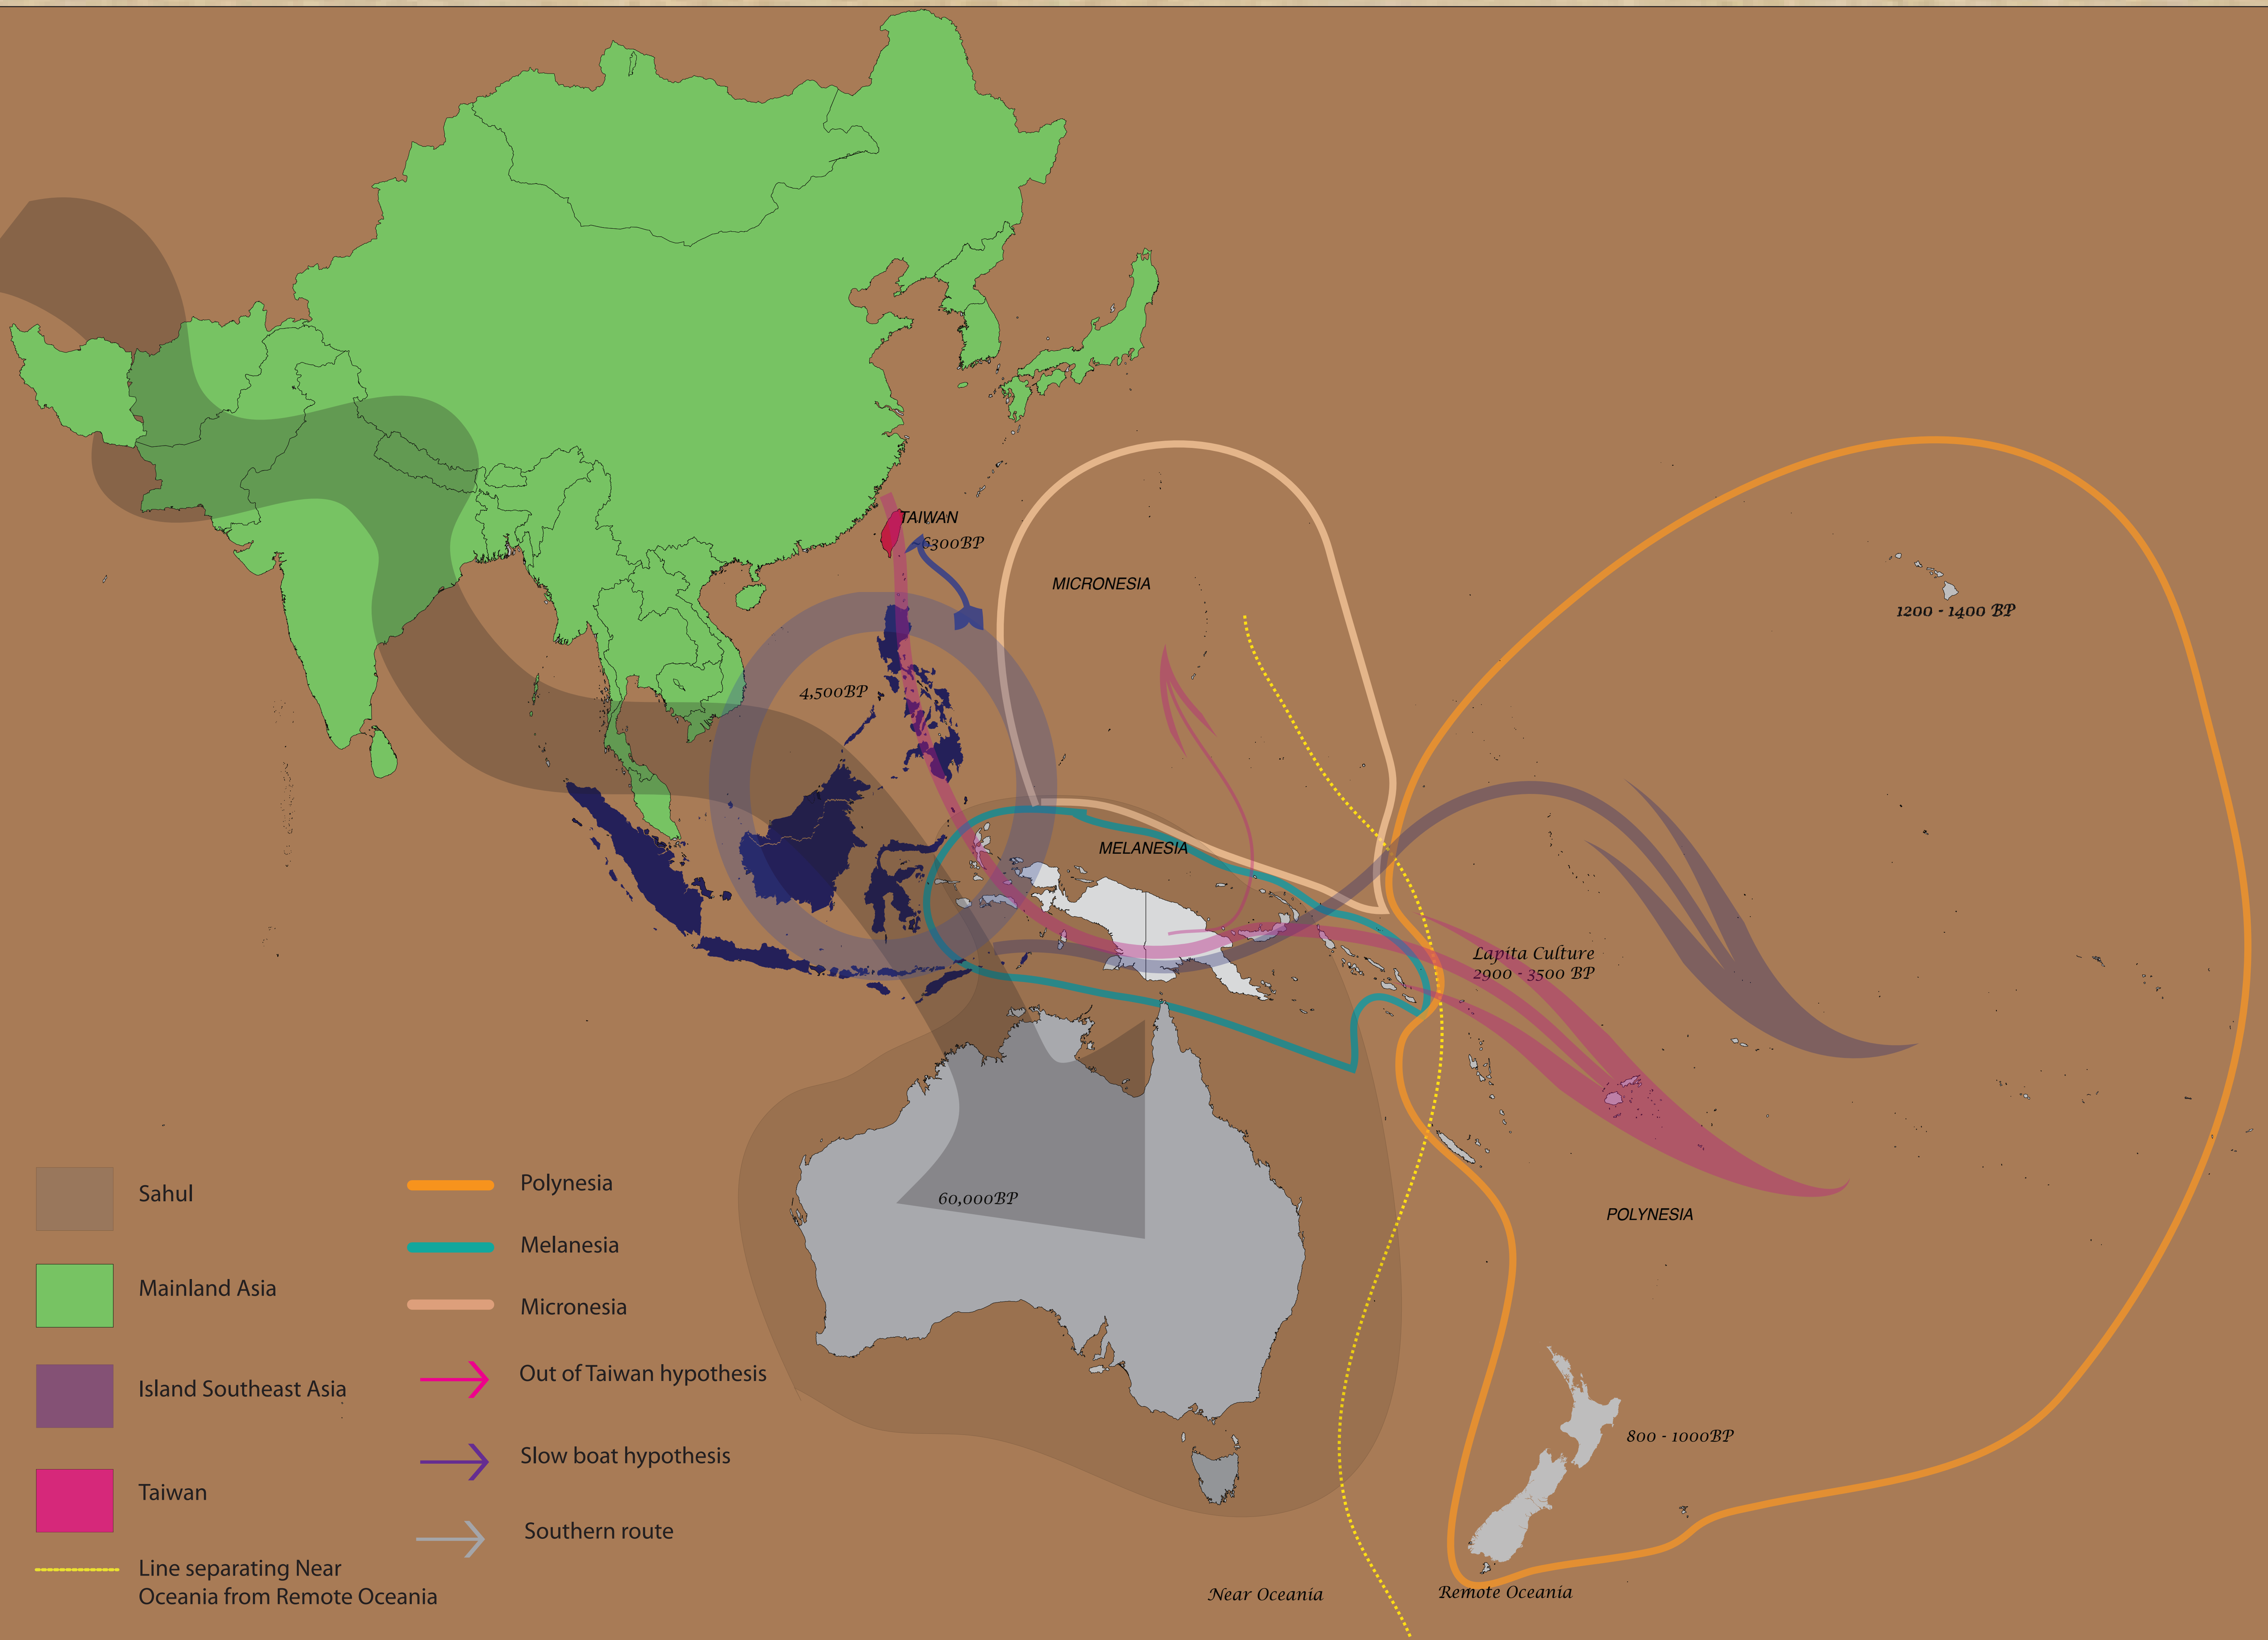 TAIWAN
~6300BP
MICRONESIA
1200 - 1400 BP
4,500BP
MELANESIA
Lapita Culture
2900 - 3500 BP
60,000BP
POLYNESIA
800 - 1000BP
Near Oceania
Remote Oceania
Sahul
Mainland Asia
Island Southeast Asia
Taiwan
Line separating Near
Oceania from Remote Oceania
Polynesia
Melanesia
Micronesia
Out of Taiwan hypothesis
Slow boat hypothesis
Southern route